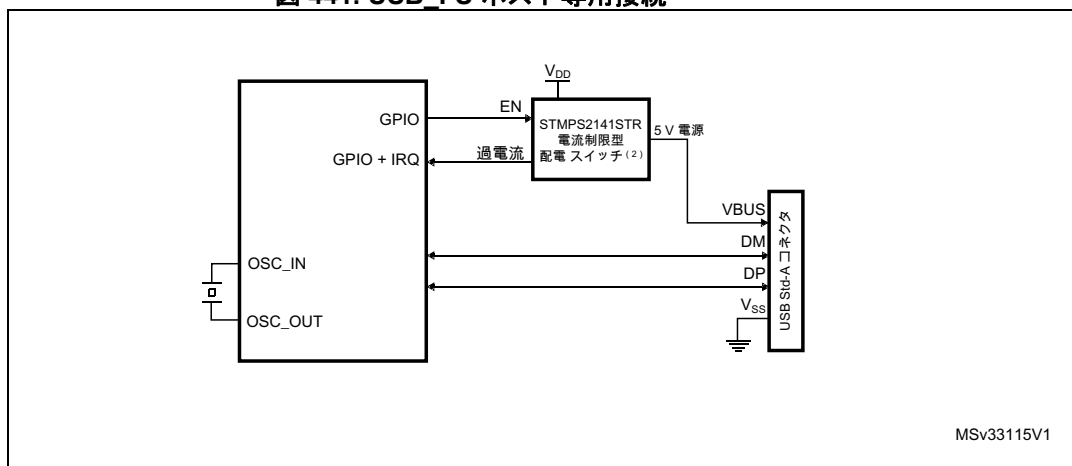 図 441. USB_FS ホスト専用接続
VDD
GPIO
EN
STMPS2141STR
電流制限型
配電 スイッチ(2)
5 V 電源
GPIO + IRQ
過電流
VBUS
DM
DP
VSS
USB Std-A コネクタ
OSC_IN
OSC_OUT
MSv33115V1